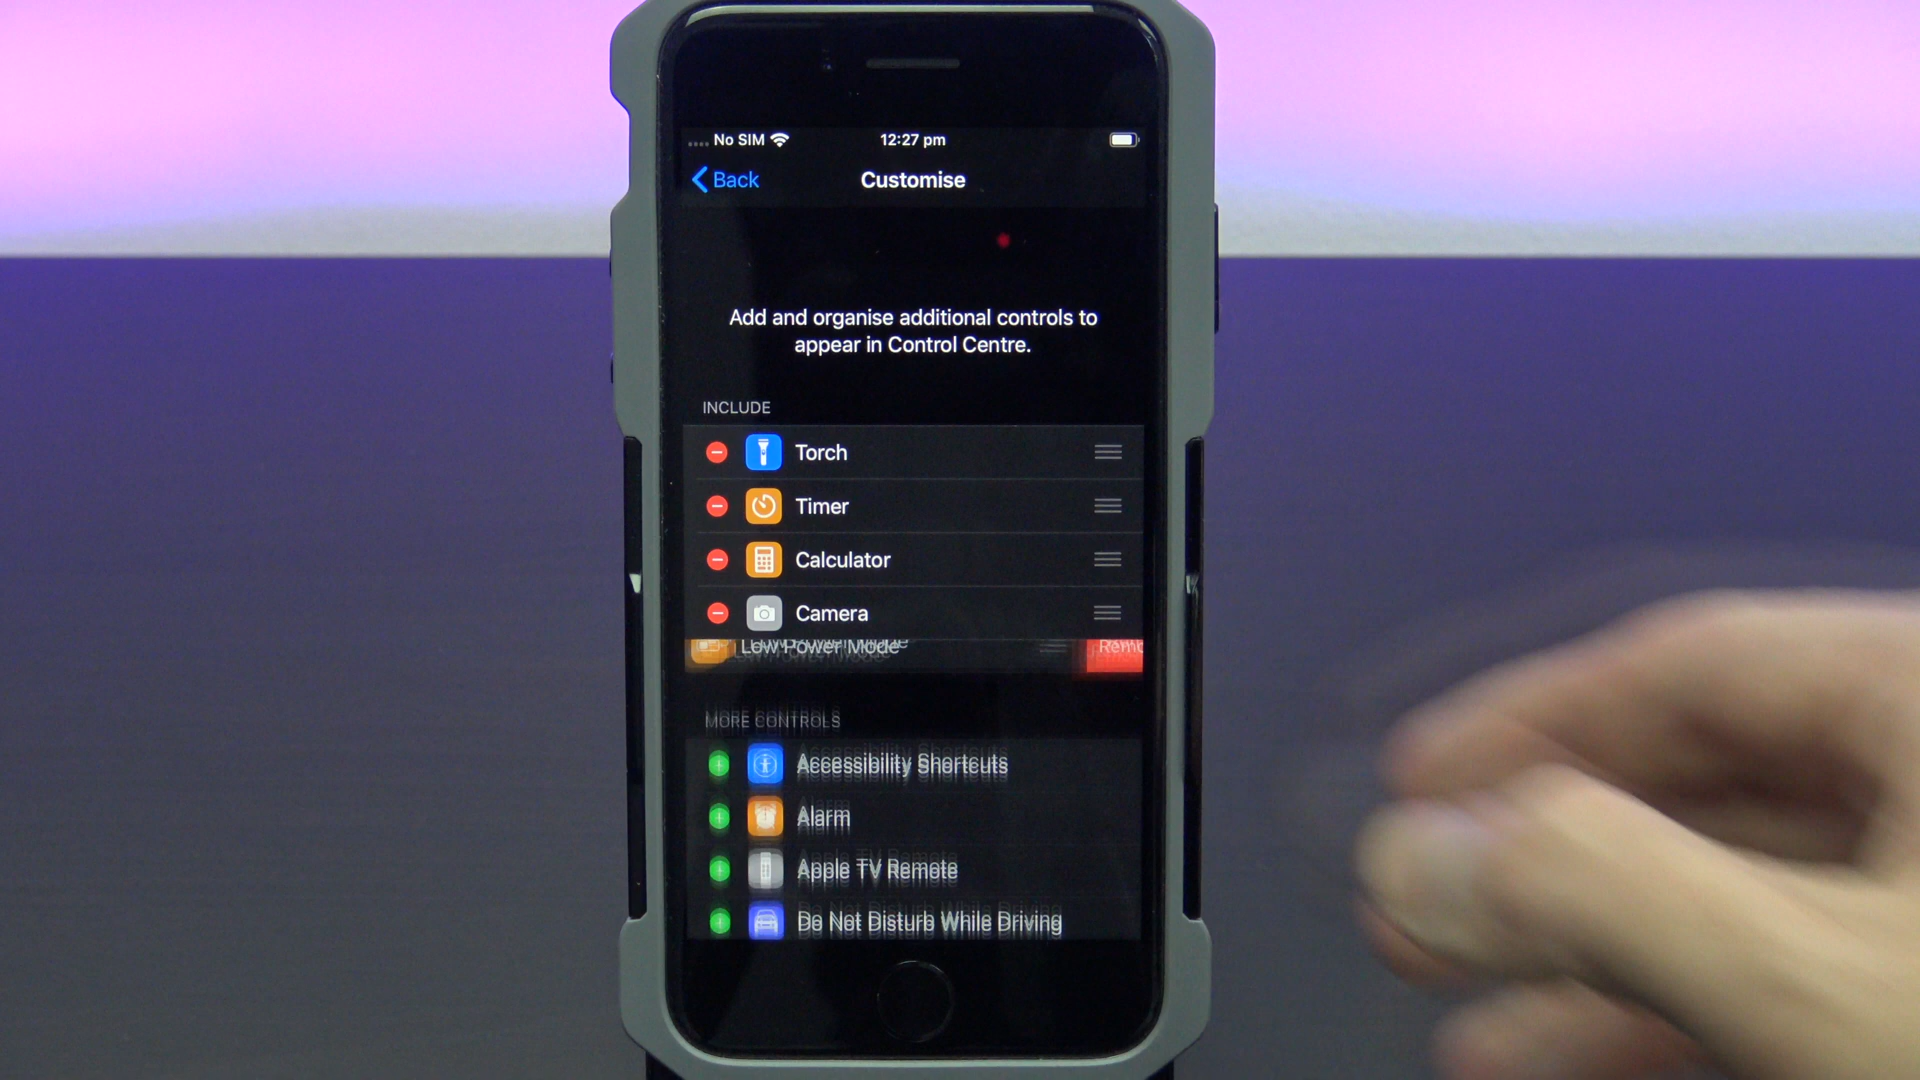 No SIM
12:27 pm
Back
Customise
Add and organise additional controls to
appear in Control Centre.
INCLUDE
Torch
Timer
Calculator
Camera
Low Power Mode
MORE CONTROLS
Accessibility Shortcuts
Alarm
Apple TV Remote
Do Not Disturb While Driving